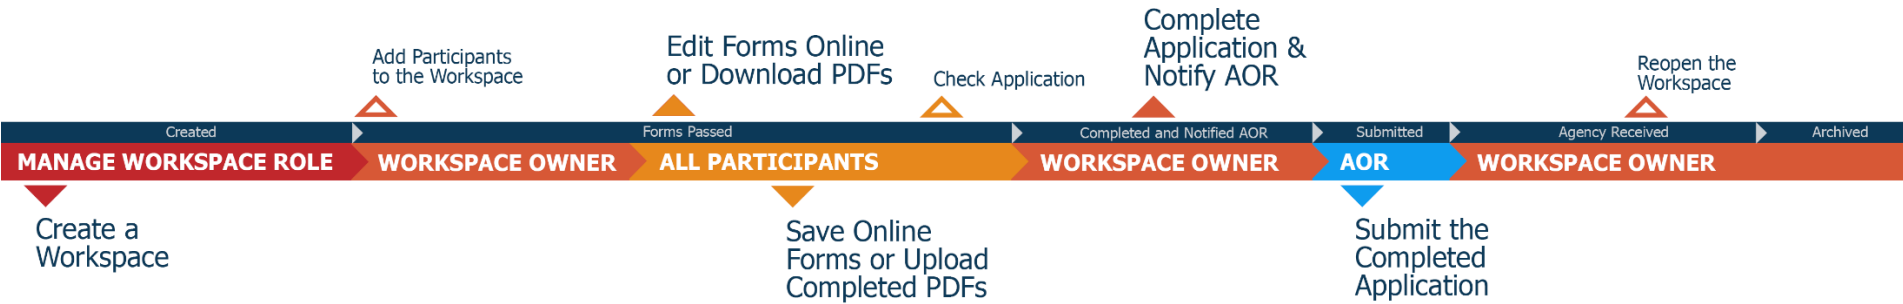 Add Participants
to the Workspace
Edit Forms Online
or Download PDFs
Check Application
Complete
Application &
Notify AOR
Reopen the
Workspace
Created
Forms Passed
Completed and Notified AOR
Submitted
Agency Received
Archived
MANAGE WORKSPACE ROLE
WORKSPACE OWNER
ALL PARTICIPANTS
WORKSPACE OWNER
AOR
WORKSPACE OWNER
Create a
Workspace
Save Online
Forms or Upload
Completed PDFs
Submit the
Completed
Application